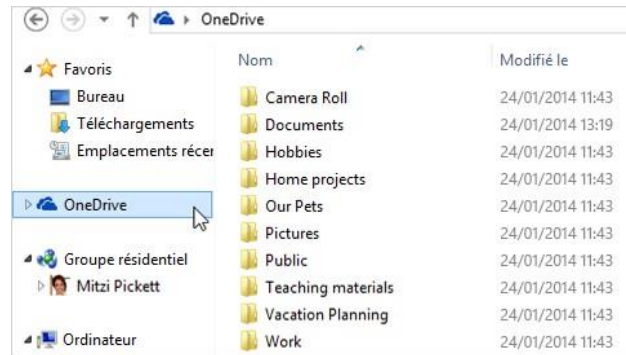 OneDrive
Nom Modifié le
Favoris
Bureau
Téléchargements
Emplacements récer
OneDrive
Groupe résidentiel
Mitzi Pickett
Ordinateur
Camera Roll 24/01/2014 11:43
Documents 24/01/2014 13:19
Hobbies 24/01/2014 11:43
Home projects 24/01/2014 11:43
Our Pets 24/01/2014 11:43
Pictures 24/01/2014 11:43
Public 24/01/2014 11:43
Teaching materials 24/01/2014 11:43
Vacation Planning 24/01/2014 11:43
Work 24/01/2014 11:43